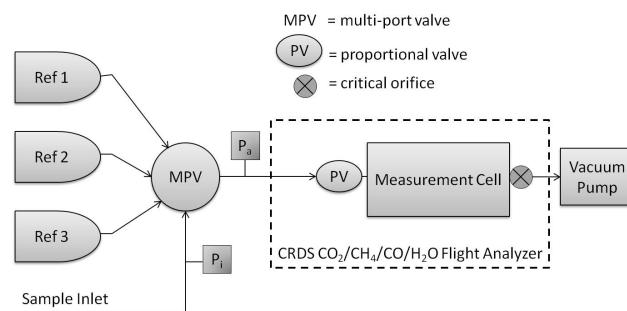 MPV = multi-port valve
PV = proportional valve
= critical orifice
Ref 1
Ref 2
Ref 3
MPV
Pa
Pi
PV
Measurement Cell
Vacuum
Pump
CRDS CO2/CH4/CO/H2O Flight Analyzer
Sample Inlet